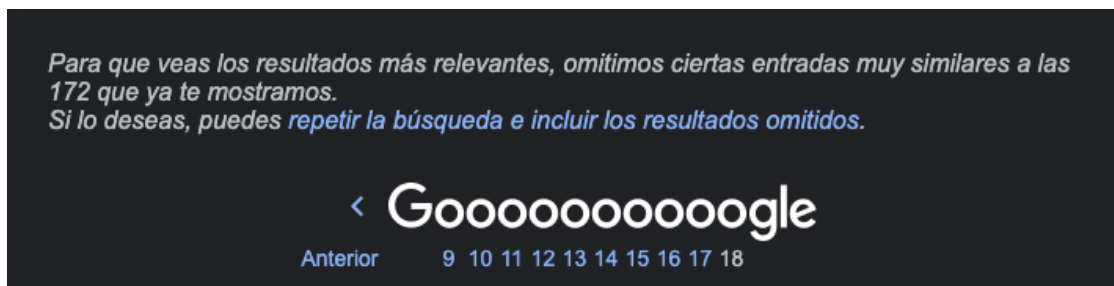 Para que veas los resultados más relevantes, omitimos ciertas entradas muy similares a las
172 que ya te mostramos.
Si lo deseas, puedes repetir la búsqueda e incluir los resultados omitidos.
< Goooooooooogle
Anterior 9 10 11 12 13 14 15 16 17 18